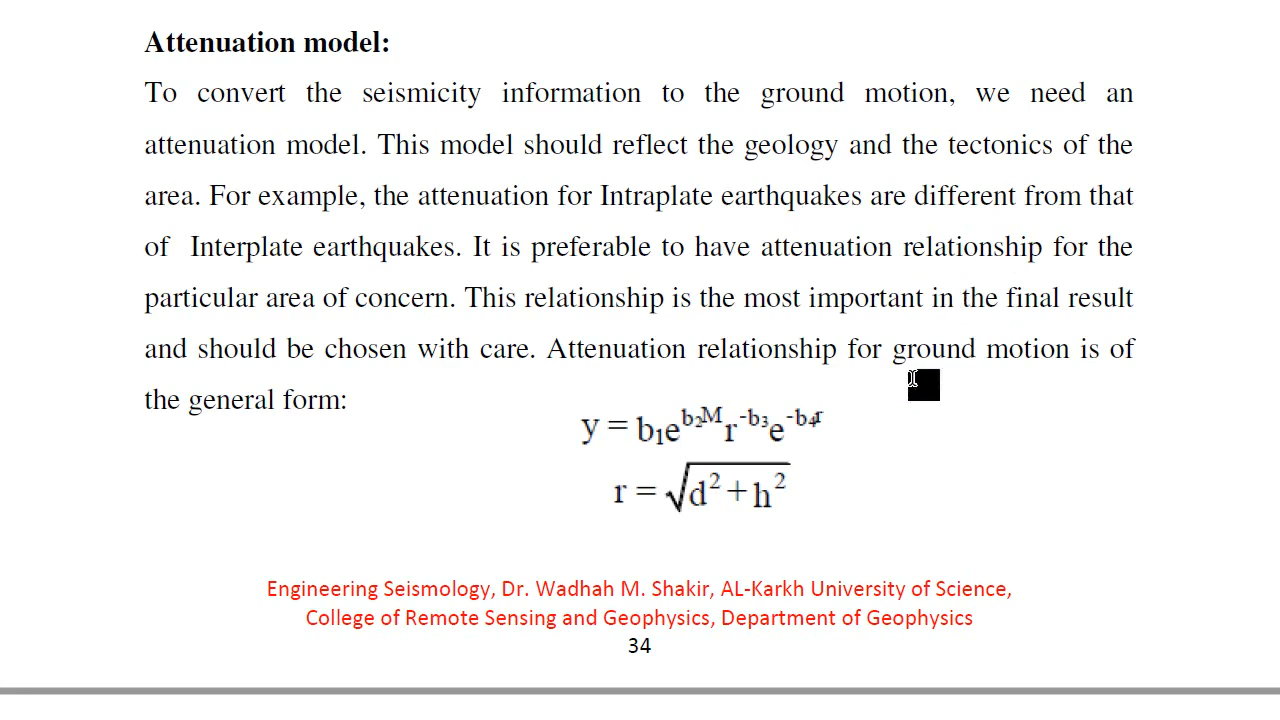 Attenuation model:
To convert the seismicity information to the ground motion, we need an
attenuation model. This model should reflect the geology and the tectonics of the
area. For example, the attenuation for Intraplate earthquakes are different from that
of Interplate earthquakes. It is preferable to have attenuation relationship for the
particular area of concern. This relationship is the most important in the final result
and should be chosen with care. Attenuation relationship for ground motion is of
the general form:
y = b₁e^{b₂M}r^{-b₃}e^{-b₄r}
r = √(d² + h²)
Engineering Seismology, Dr. Wadhah M. Shakir, AL-Karkh University of Science,
College of Remote Sensing and Geophysics, Department of Geophysics
34